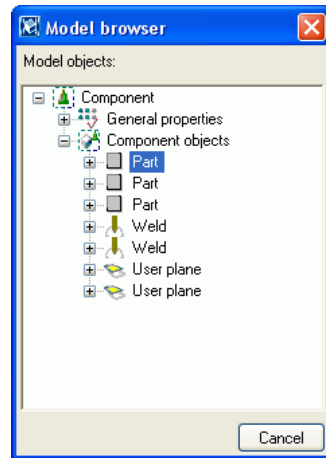 Model browser
Model objects:
Component
General properties
Component objects
Part
Part
Part
Weld
Weld
User plane
User plane
Cancel